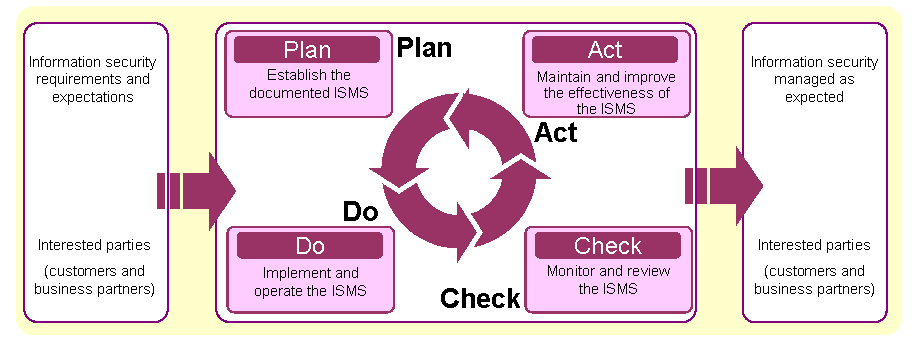 Information security
requirements and
expectations
Interested parties
(customers and
business partners)
Plan
Establish the
documented ISMS
Plan
Act
Maintain and improve
the effectiveness of
the ISMS
Act
Do
Do
Implement and
operate the ISMS
Check
Check
Monitor and review
the ISMS
Information security
managed as
expected
Interested parties
(customers and
business partners)